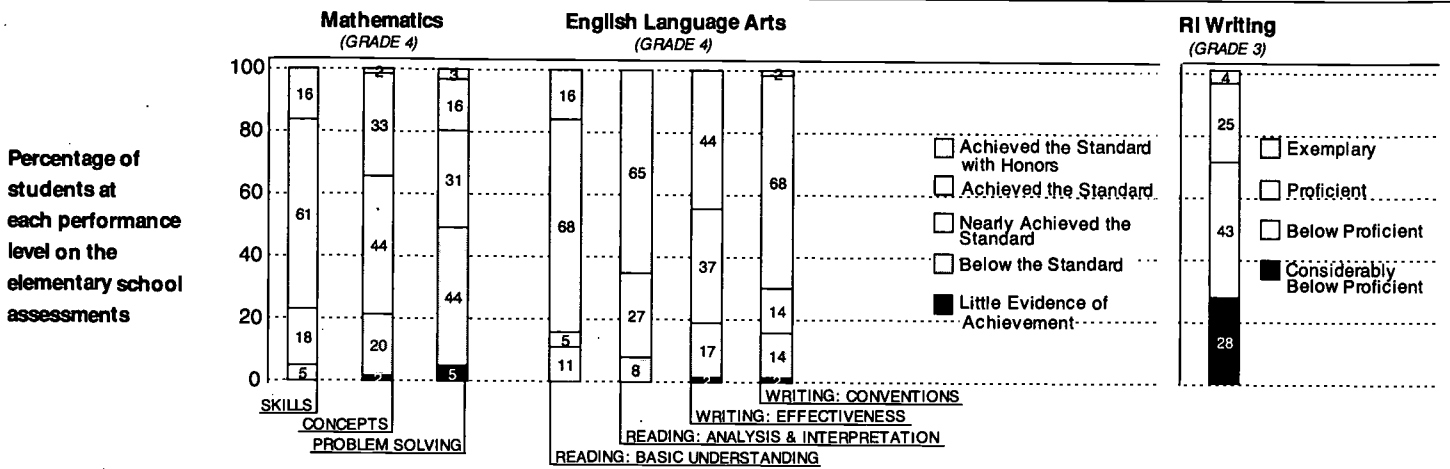 Mathematics
(GRADE 4)
English Language Arts
(GRADE 4)
RI Writing
(GRADE 3)
Percentage of
students at
each performance
level on the
elementary school
assessments
100
80
60
40
20
0
16
61
18
5
2
33
44
20
2
3
16
31
44
5
16
68
5
11
65
27
8
44
37
17
2
2
68
14
14
2
SKILLS
CONCEPTS
PROBLEM SOLVING
READING: BASIC UNDERSTANDING
READING: ANALYSIS & INTERPRETATION
WRITING: EFFECTIVENESS
WRITING: CONVENTIONS
Achieved the Standard
with Honors
Achieved the Standard
Nearly Achieved the
Standard
Below the Standard
Little Evidence of
Achievement
4
25
43
28
Exemplary
Proficient
Below Proficient
Considerably
Below Proficient